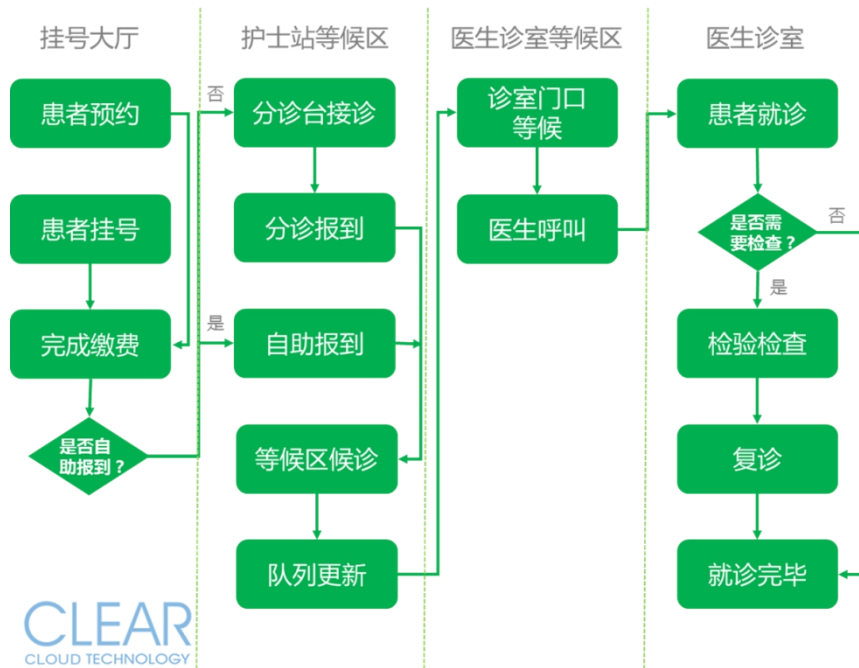 挂号大厅
患者预约
患者挂号
完成缴费
是否自
助报到？
护士站等候区
否
分诊台接诊
分诊报到
是
自助报到
等候区候诊
队列更新
医生诊室等候区
诊室门口
等候
医生呼叫
医生诊室
患者就诊
是否需
要检查？
否
是
检验检查
复诊
就诊完毕
CLEAR
CLOUD TECHNOLOGY